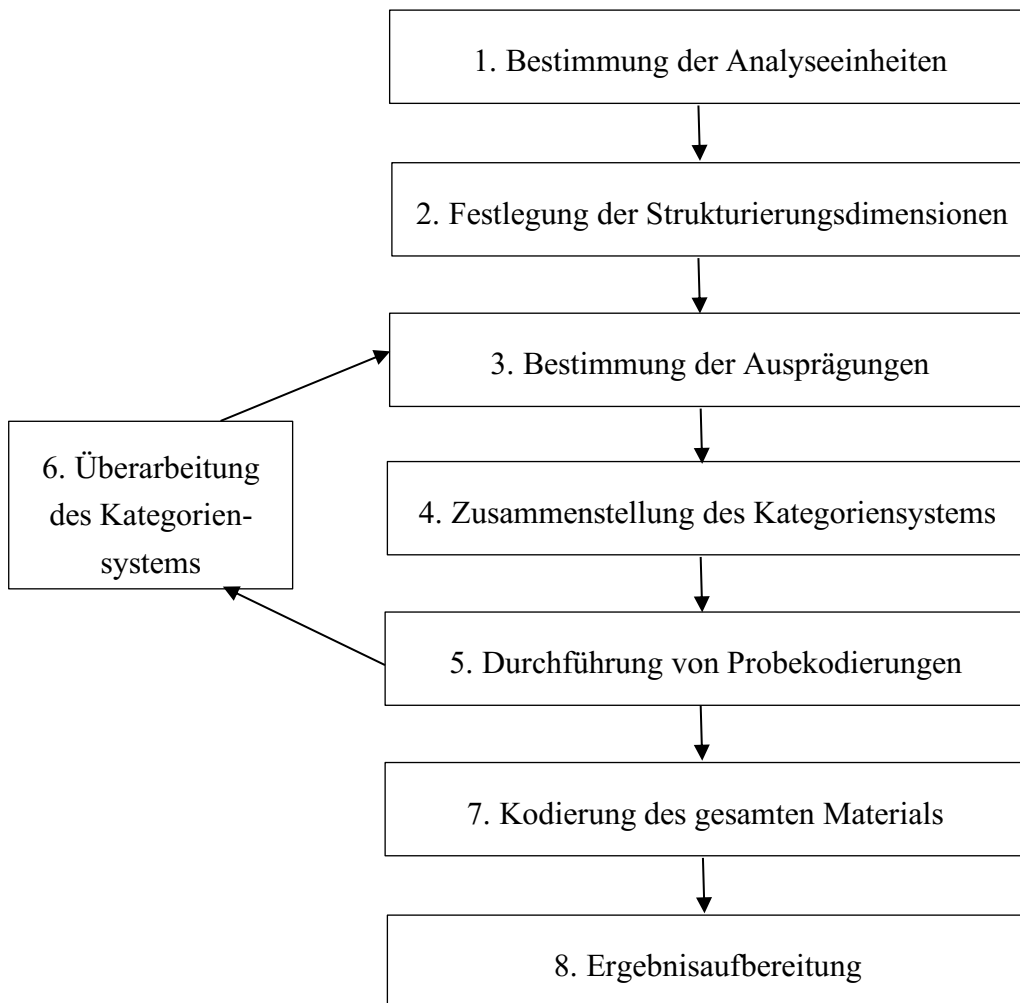 1. Bestimmung der Analyseeinheiten
2. Festlegung der Strukturierungsdimensionen
3. Bestimmung der Ausprägungen
4. Zusammenstellung des Kategoriensystems
5. Durchführung von Probekodierungen
6. Überarbeitung
des Kategorien-
systems
7. Kodierung des gesamten Materials
8. Ergebnisaufbereitung